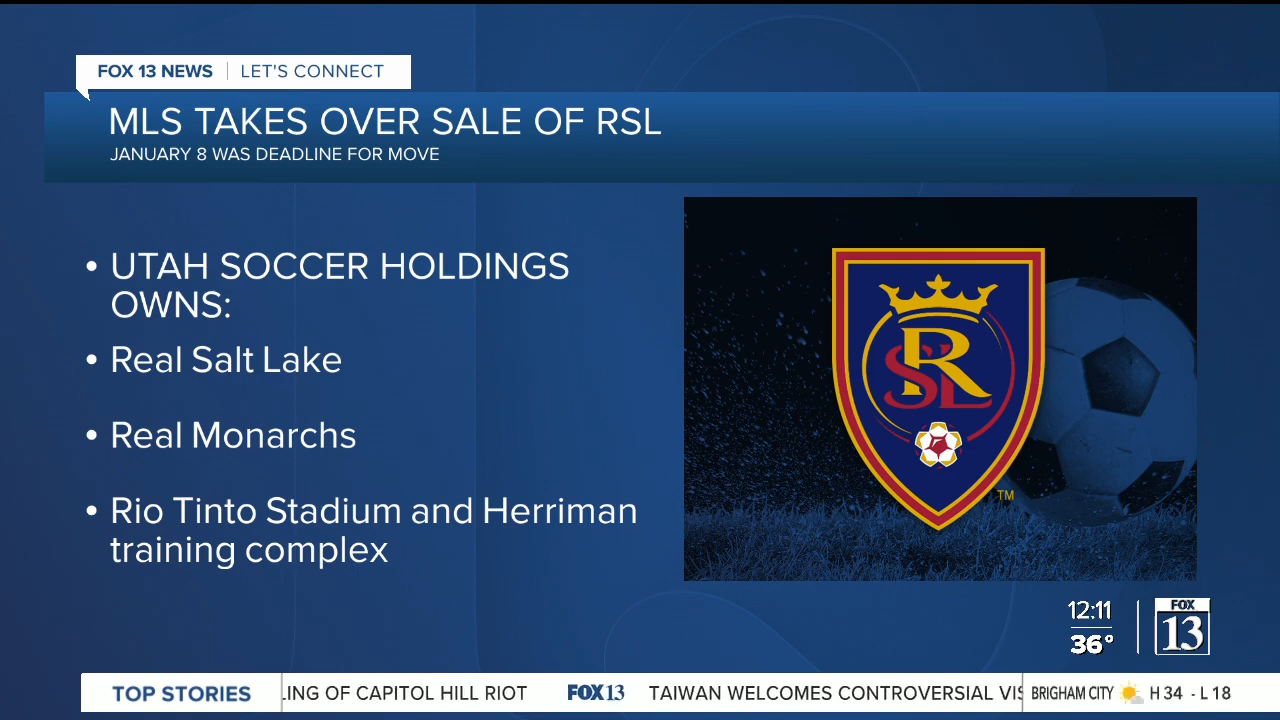 FOX 13 NEWS | LET'S CONNECT
MLS TAKES OVER SALE OF RSL
JANUARY 8 WAS DEADLINE FOR MOVE
• UTAH SOCCER HOLDINGS
OWNS:
• Real Salt Lake
• Real Monarchs
• Rio Tinto Stadium and Herriman
training complex
RSL
TM
12:11
36°
FOX
13
TOP STORIES
LING OF CAPITOL HILL RIOT FOX13 TAIWAN WELCOMES CONTROVERSIAL VIS
BRIGHAM CITY H 34 - L 18